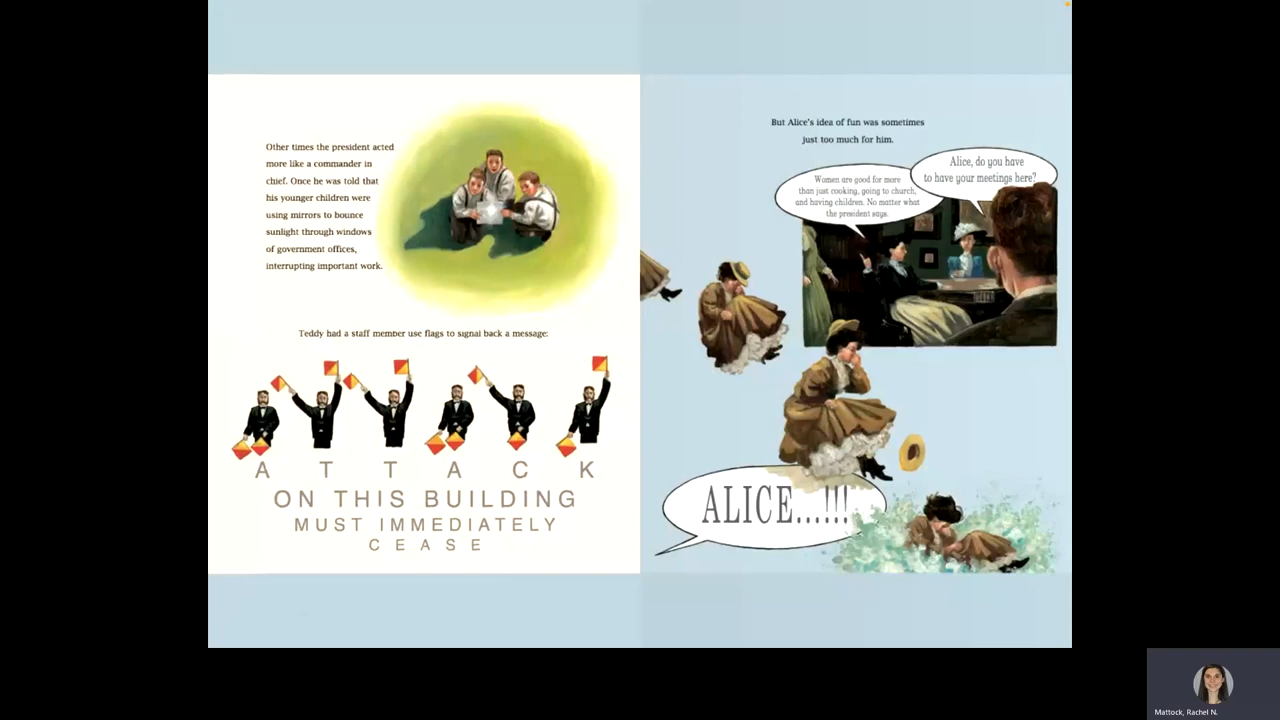 Other times the president acted
more like a commander in
chief. Once he was told that
his younger children were
using mirrors to bounce
sunlight through windows
of government offices,
interrupting important work.
Teddy had a staff member use flags to signal back a message:
A T T A C K
ON THIS BUILDING
MUST IMMEDIATELY
CEASE
But Alice's idea of fun was sometimes
just too much for him.
Women are good for more
than just cooking, going to church,
and having children. No matter what
the president says.
Alice, do you have
to have your meetings here?
ALICE...!!!
Mattock, Rachel N.